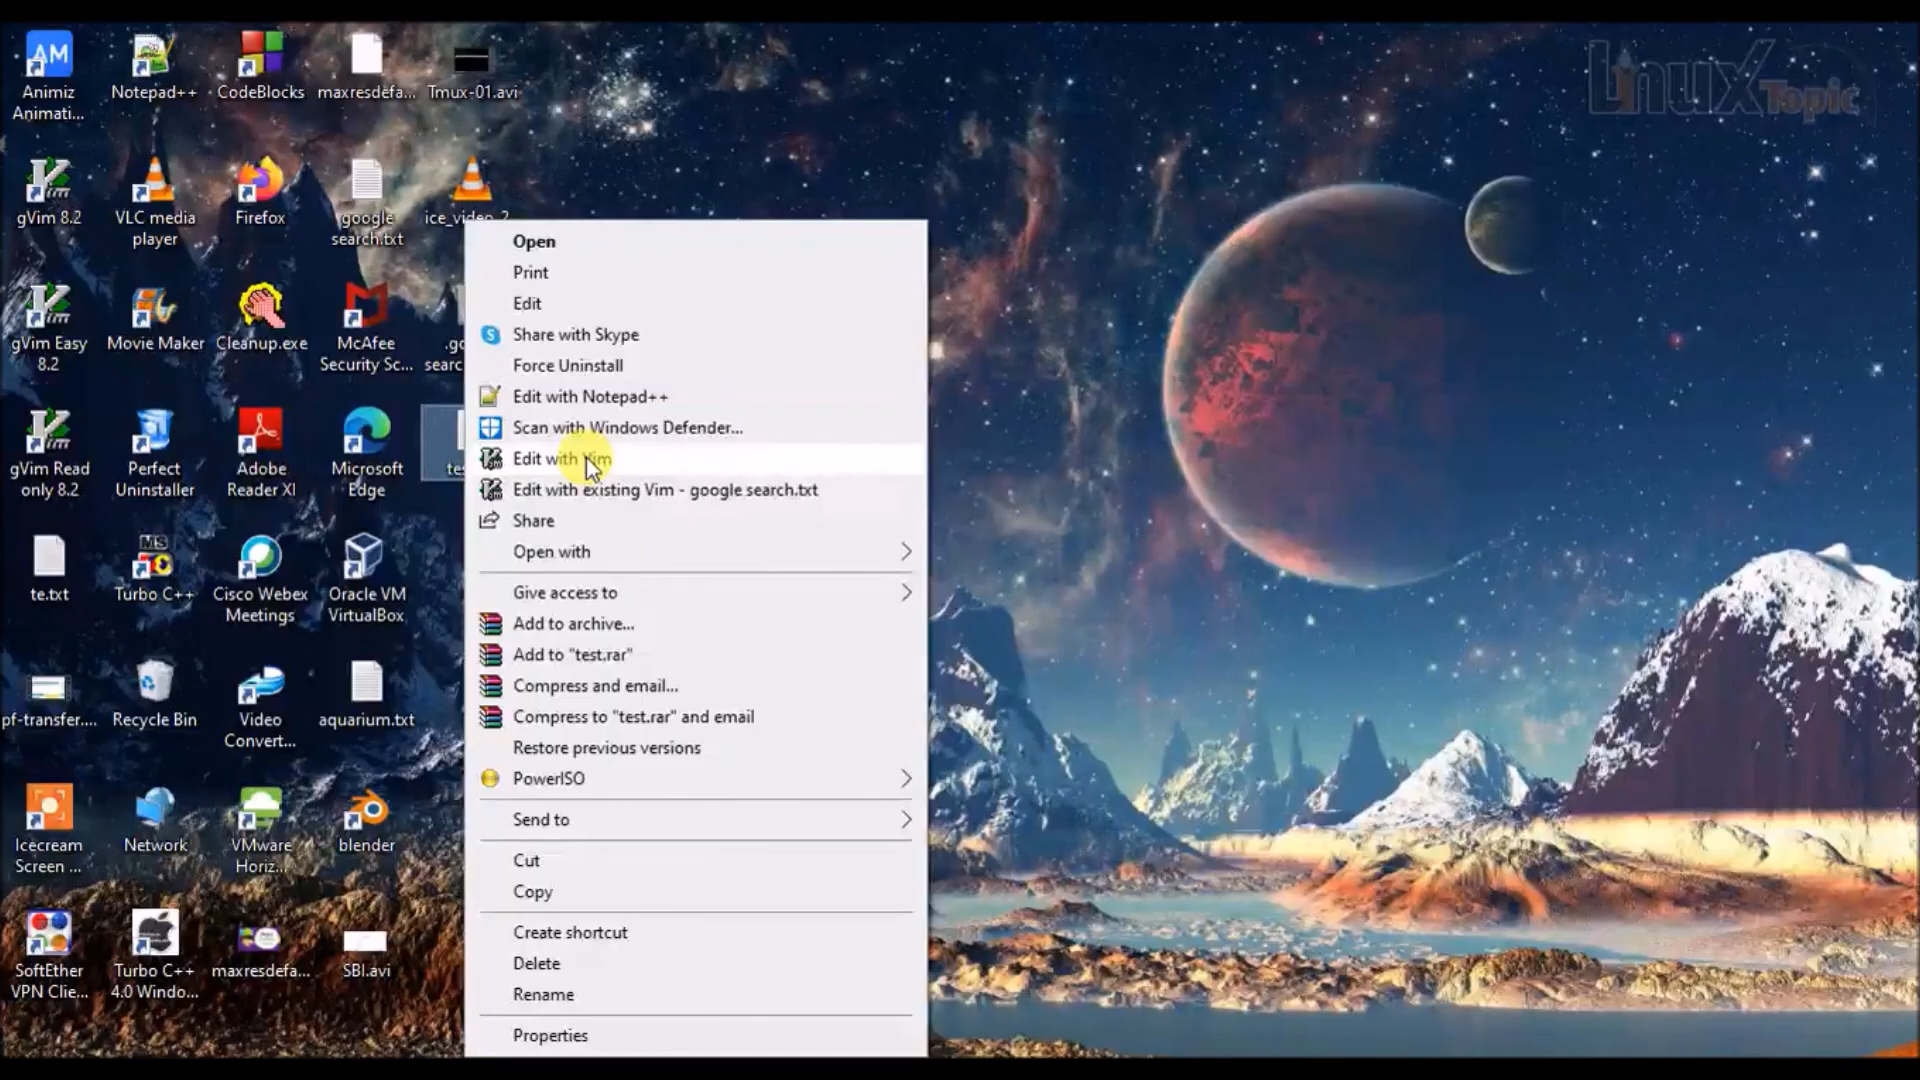 AM
Animiz
Animati...
Notepad++
CodeBlocks
maxresdefa...
Tmux-01.avi
gVim 8.2
VLC media
player
Firefox
google
search.txt
ice_video_2
gVim Easy
8.2
Movie Maker
Cleanup.exe
McAfee
Security Sc...
gVim Read
only 8.2
Perfect
Uninstaller
Adobe
Reader XI
Microsoft
Edge
te.txt
MS
Turbo C++
Cisco Webex
Meetings
Oracle VM
VirtualBox
pf-transfer....
Recycle Bin
Video
Convert...
aquarium.txt
Icecream
Screen ...
Network
VMware
Horiz...
blender
SoftEther
VPN Clie...
Turbo C++
4.0 Windo...
maxresdefa...
SBI.avi
Open
Print
Edit
Share with Skype
Force Uninstall
Edit with Notepad++
Scan with Windows Defender...
Edit with Vim
Edit with existing Vim - google search.txt
Share
Open with
Give access to
Add to archive...
Add to "test.rar"
Compress and email...
Compress to "test.rar" and email
Restore previous versions
PowerISO
Send to
Cut
Copy
Create shortcut
Delete
Rename
Properties
LinuxTopic